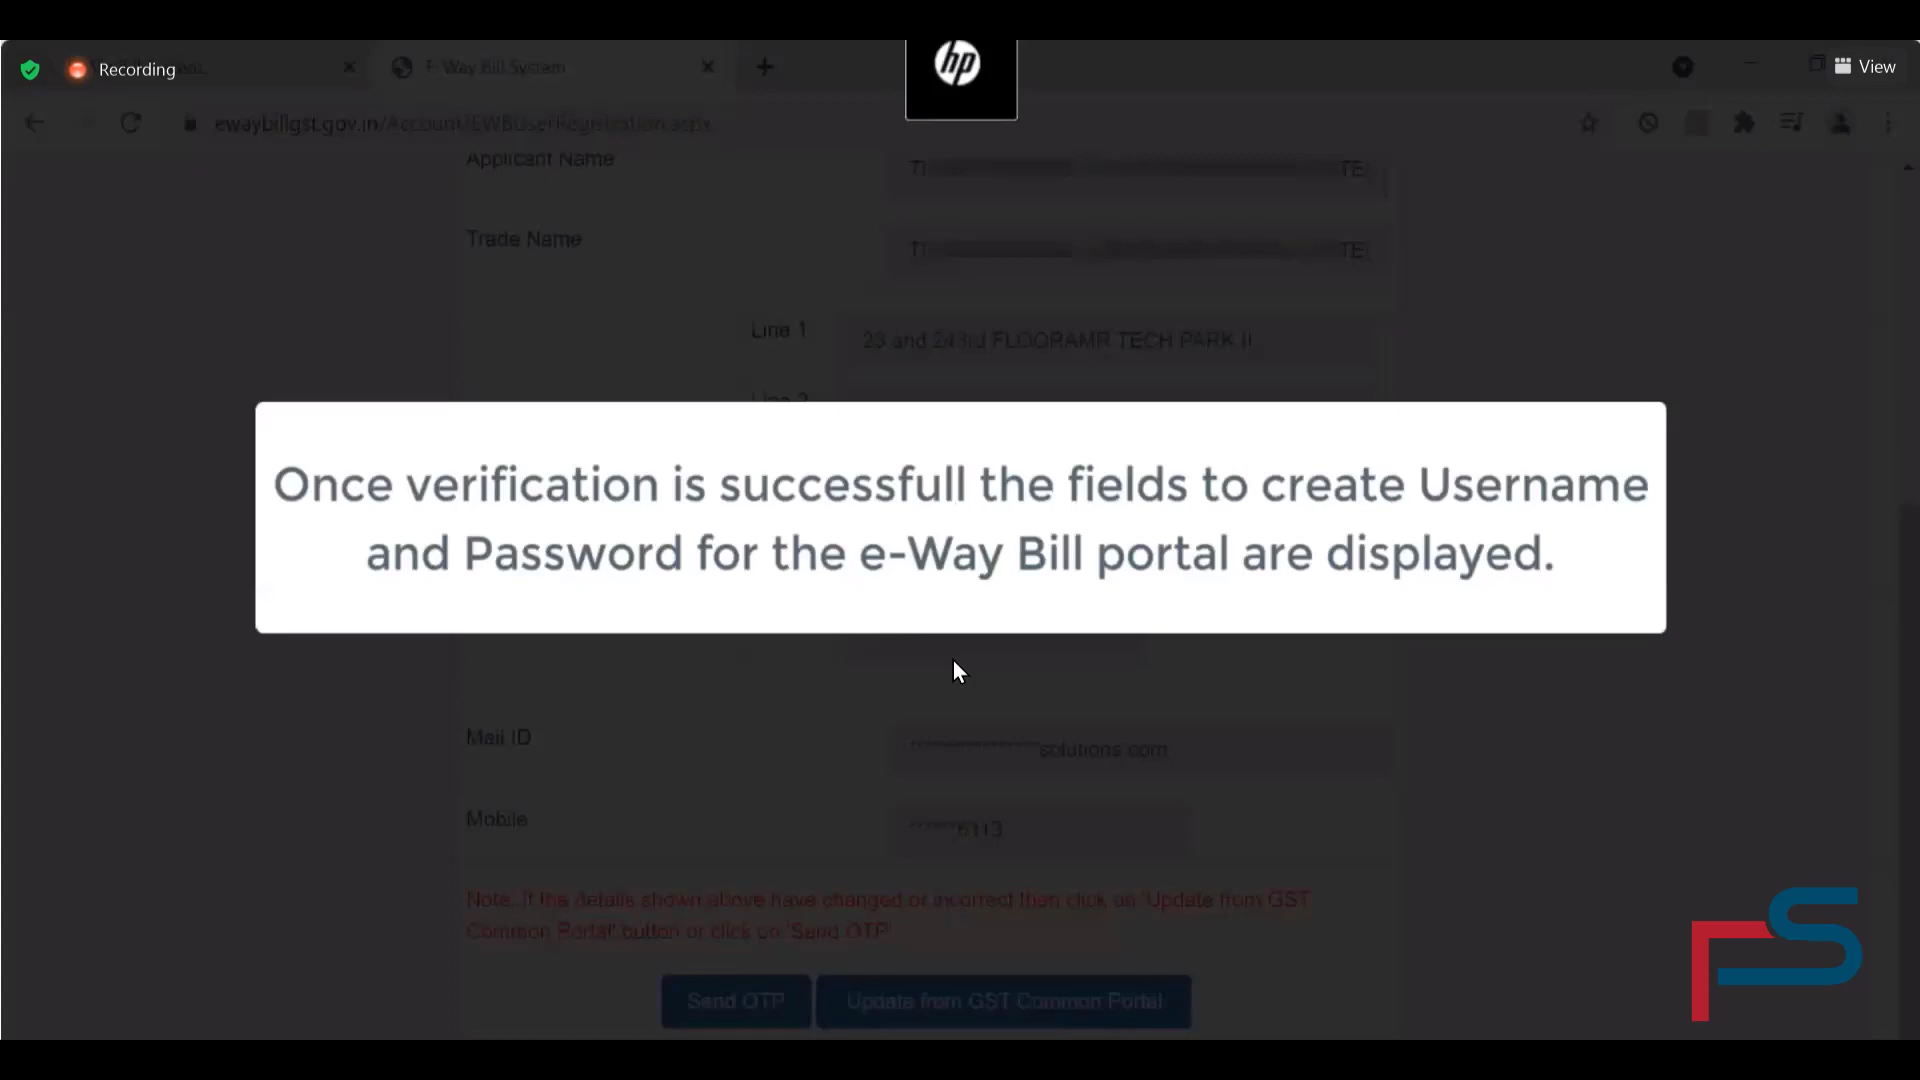 Recording
E-Way Bill System
hp
View
ewaybillgst.gov.in/Account/EWBUserRegistration.aspx
Applicant Name
TE
Trade Name
TE
Line 1
23 and 24 3rd FLOORAMR TECH PARK II
Line 2
Once verification is successfull the fields to create Username
and Password for the e-Way Bill portal are displayed.
Mail ID
solutions.com
Mobile
6113
Note: If the details shown above have changed or incorrect then click on 'Update from GST
Common Portal' button or click on 'Send OTP'
Send OTP
Update from GST Common Portal